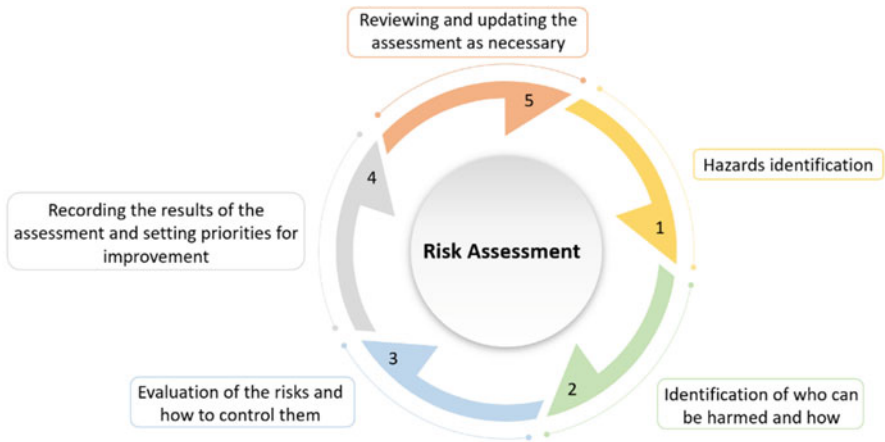 Reviewing and updating the
assessment as necessary
5
Hazards identification
1
4
Recording the results of the
assessment and setting priorities for
improvement
Risk Assessment
3
2
Evaluation of the risks and
how to control them
Identification of who can
be harmed and how